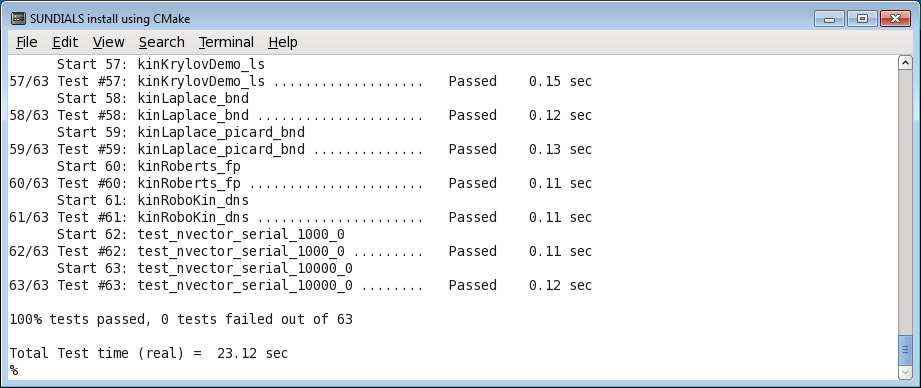 SUNDIALS install using CMake
File Edit View Search Terminal Help
Start 57: kinKrylovDemo_ls
57/63 Test #57: kinKrylovDemo_ls ................... Passed 0.15 sec
Start 58: kinLaplace_bnd
58/63 Test #58: kinLaplace_bnd ..................... Passed 0.12 sec
Start 59: kinLaplace_picard_bnd
59/63 Test #59: kinLaplace_picard_bnd .............. Passed 0.13 sec
Start 60: kinRoberts_fp
60/63 Test #60: kinRoberts_fp ...................... Passed 0.11 sec
Start 61: kinRoboKin_dns
61/63 Test #61: kinRoboKin_dns ..................... Passed 0.11 sec
Start 62: test_nvector_serial_1000_0
62/63 Test #62: test_nvector_serial_1000_0 ......... Passed 0.11 sec
Start 63: test_nvector_serial_10000_0
63/63 Test #63: test_nvector_serial_10000_0 ........ Passed 0.12 sec
100% tests passed, 0 tests failed out of 63
Total Test time (real) = 23.12 sec
%